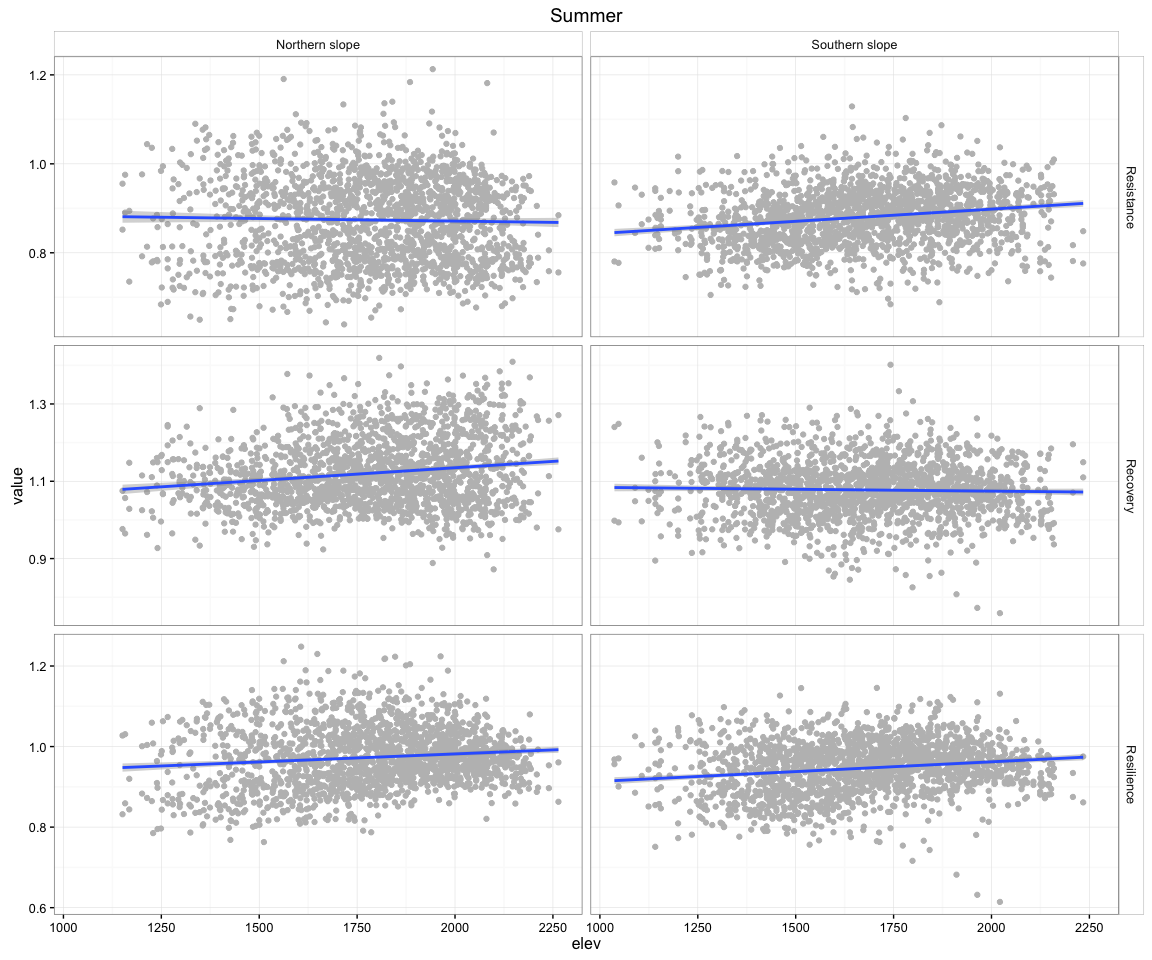 Summer
Northern slope
Southern slope
1.2
1.0
0.8
Resistance
1.3
1.1
0.9
Recovery
value
1.2
1.0
0.8
0.6
Resilience
1000 1250 1500 1750 2000 2250
1000 1250 1500 1750 2000 2250
elev